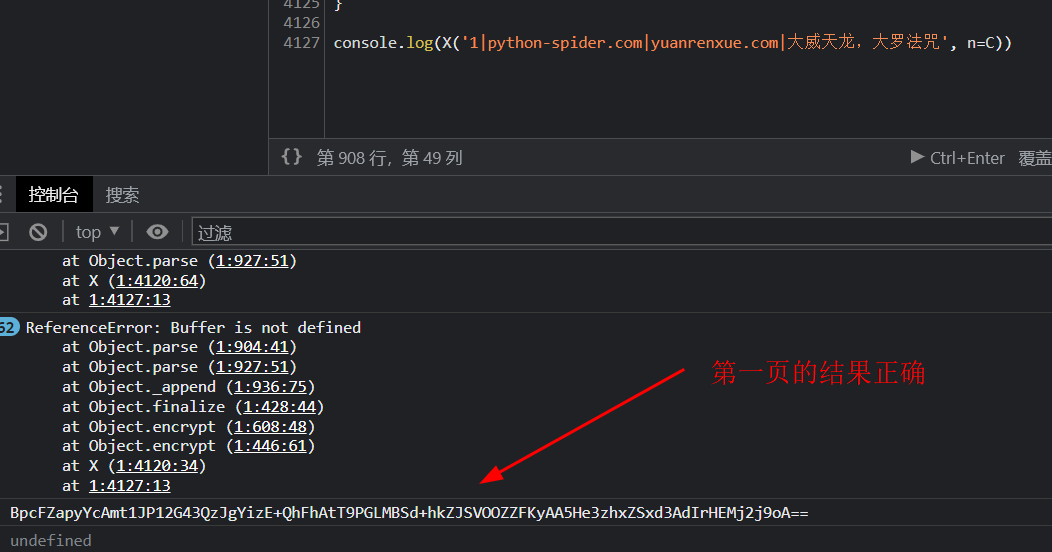 4125 }
4126
4127 console.log(X('1|python-spider.com|yuanrenxue.com|大威天龙，大罗法咒', n=C))
{} 第 908 行，第 49 列 Ctrl+Enter 覆盖
控制台 搜索
top 过滤
at Object.parse (1:927:51)
at X (1:4120:64)
at 1:4127:13
62 ReferenceError: Buffer is not defined
at Object.parse (1:904:41)
at Object.parse (1:927:51)
at Object._append (1:936:75)
at Object.finalize (1:428:44)
at Object.encrypt (1:608:48)
at Object.encrypt (1:446:61)
at X (1:4120:34)
at 1:4127:13
第一页的结果正确
BpcFZapyYcAmt1JP12G43QzJgYizE+QhFhAtT9PGLMBSd+hkZJSVOOZZFKyAA5He3zhxZSxd3AdIrHEMj2j9oA==
undefined